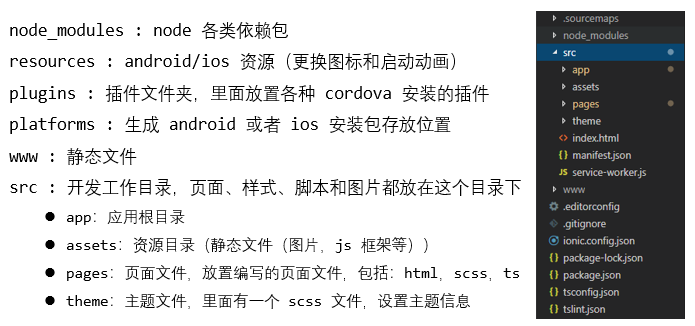 node_modules : node 各类依赖包
resources : android/ios 资源（更换图标和启动动画）
plugins : 插件文件夹，里面放置各种 cordova 安装的插件
platforms : 生成 android 或者 ios 安装包存放位置
www : 静态文件
src : 开发工作目录，页面、样式、脚本和图片都放在这个目录下
● app：应用根目录
● assets：资源目录（静态文件（图片，js 框架等））
● pages：页面文件，放置编写的页面文件，包括：html，scss，ts
● theme：主题文件，里面有一个 scss 文件，设置主题信息
.sourcemaps
node_modules
src
app
assets
pages
theme
index.html
manifest.json
service-worker.js
www
.editorconfig
.gitignore
ionic.config.json
package-lock.json
package.json
tsconfig.json
tslint.json